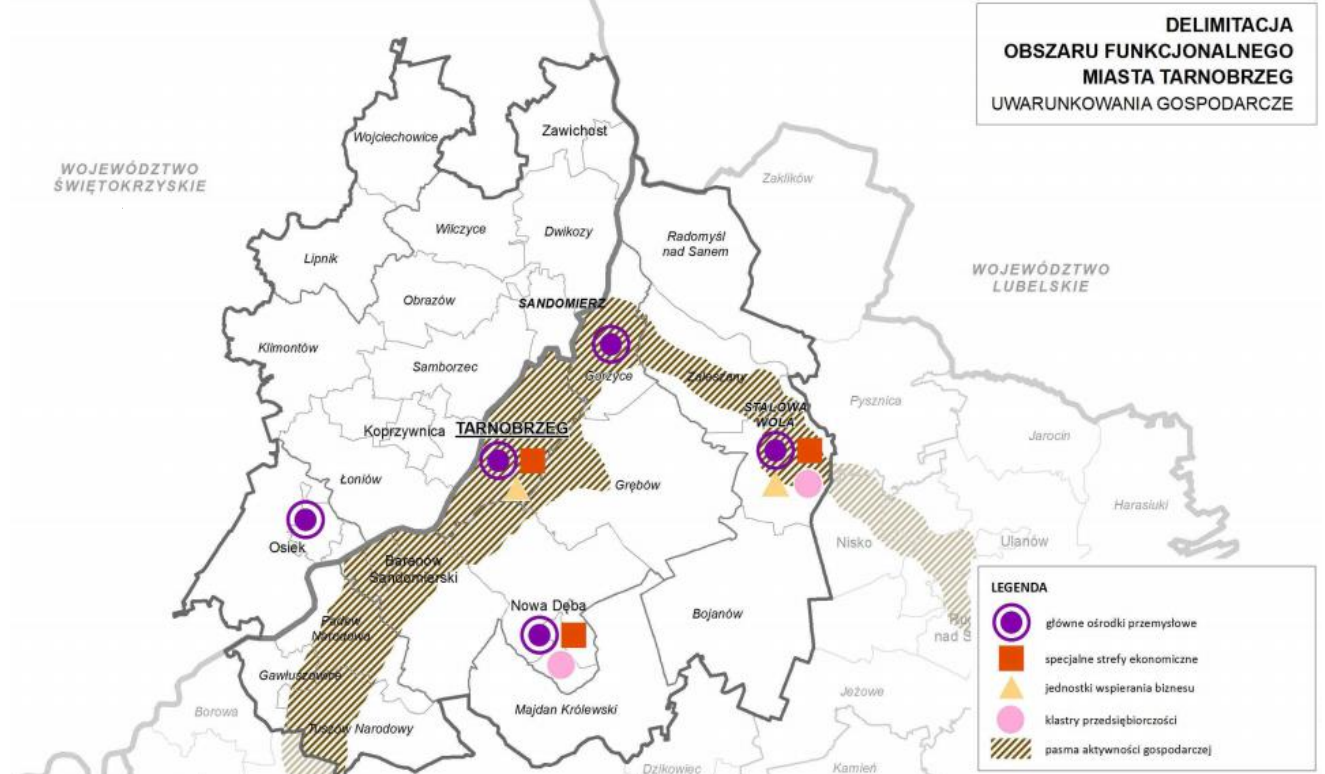 DELIMITACJA
OBSZARU FUNKCJONALNEGO
MIASTA TARNOBRZEG
UWARUNKOWANIA GOSPODARCZE
Wojciechowice
Zawichost
WOJEWÓDZTWO
ŚWIĘTOKRZYSKIE
Zaklików
Wilczyce
Dwikozy
Radomyśl
nad Sanem
Lipnik
WOJEWÓDZTWO
LUBELSKIE
Obrazów
SANDOMIERZ
Klimontów
Samborzec
Gorzyce
Zaleszany
Pysznica
STALOWA
WOLA
Koprzywnica
TARNOBRZEG
Jarocin
Łoniów
Grębów
Harasiuki
Osiek
Nisko
Ulanów
Baranów
Sandomierski
Nowa Dęba
Bojanów
Padew
Narodowa
nad S
Gawłuszowice
Jeżowe
Borowa
Majdan Królewski
Tuszów Narodowy
Dzikowiec
Kamień
LEGENDA
główne ośrodki przemysłowe
specjalne strefy ekonomiczne
jednostki wspierania biznesu
klastry przedsiębiorczości
pasma aktywności gospodarczej